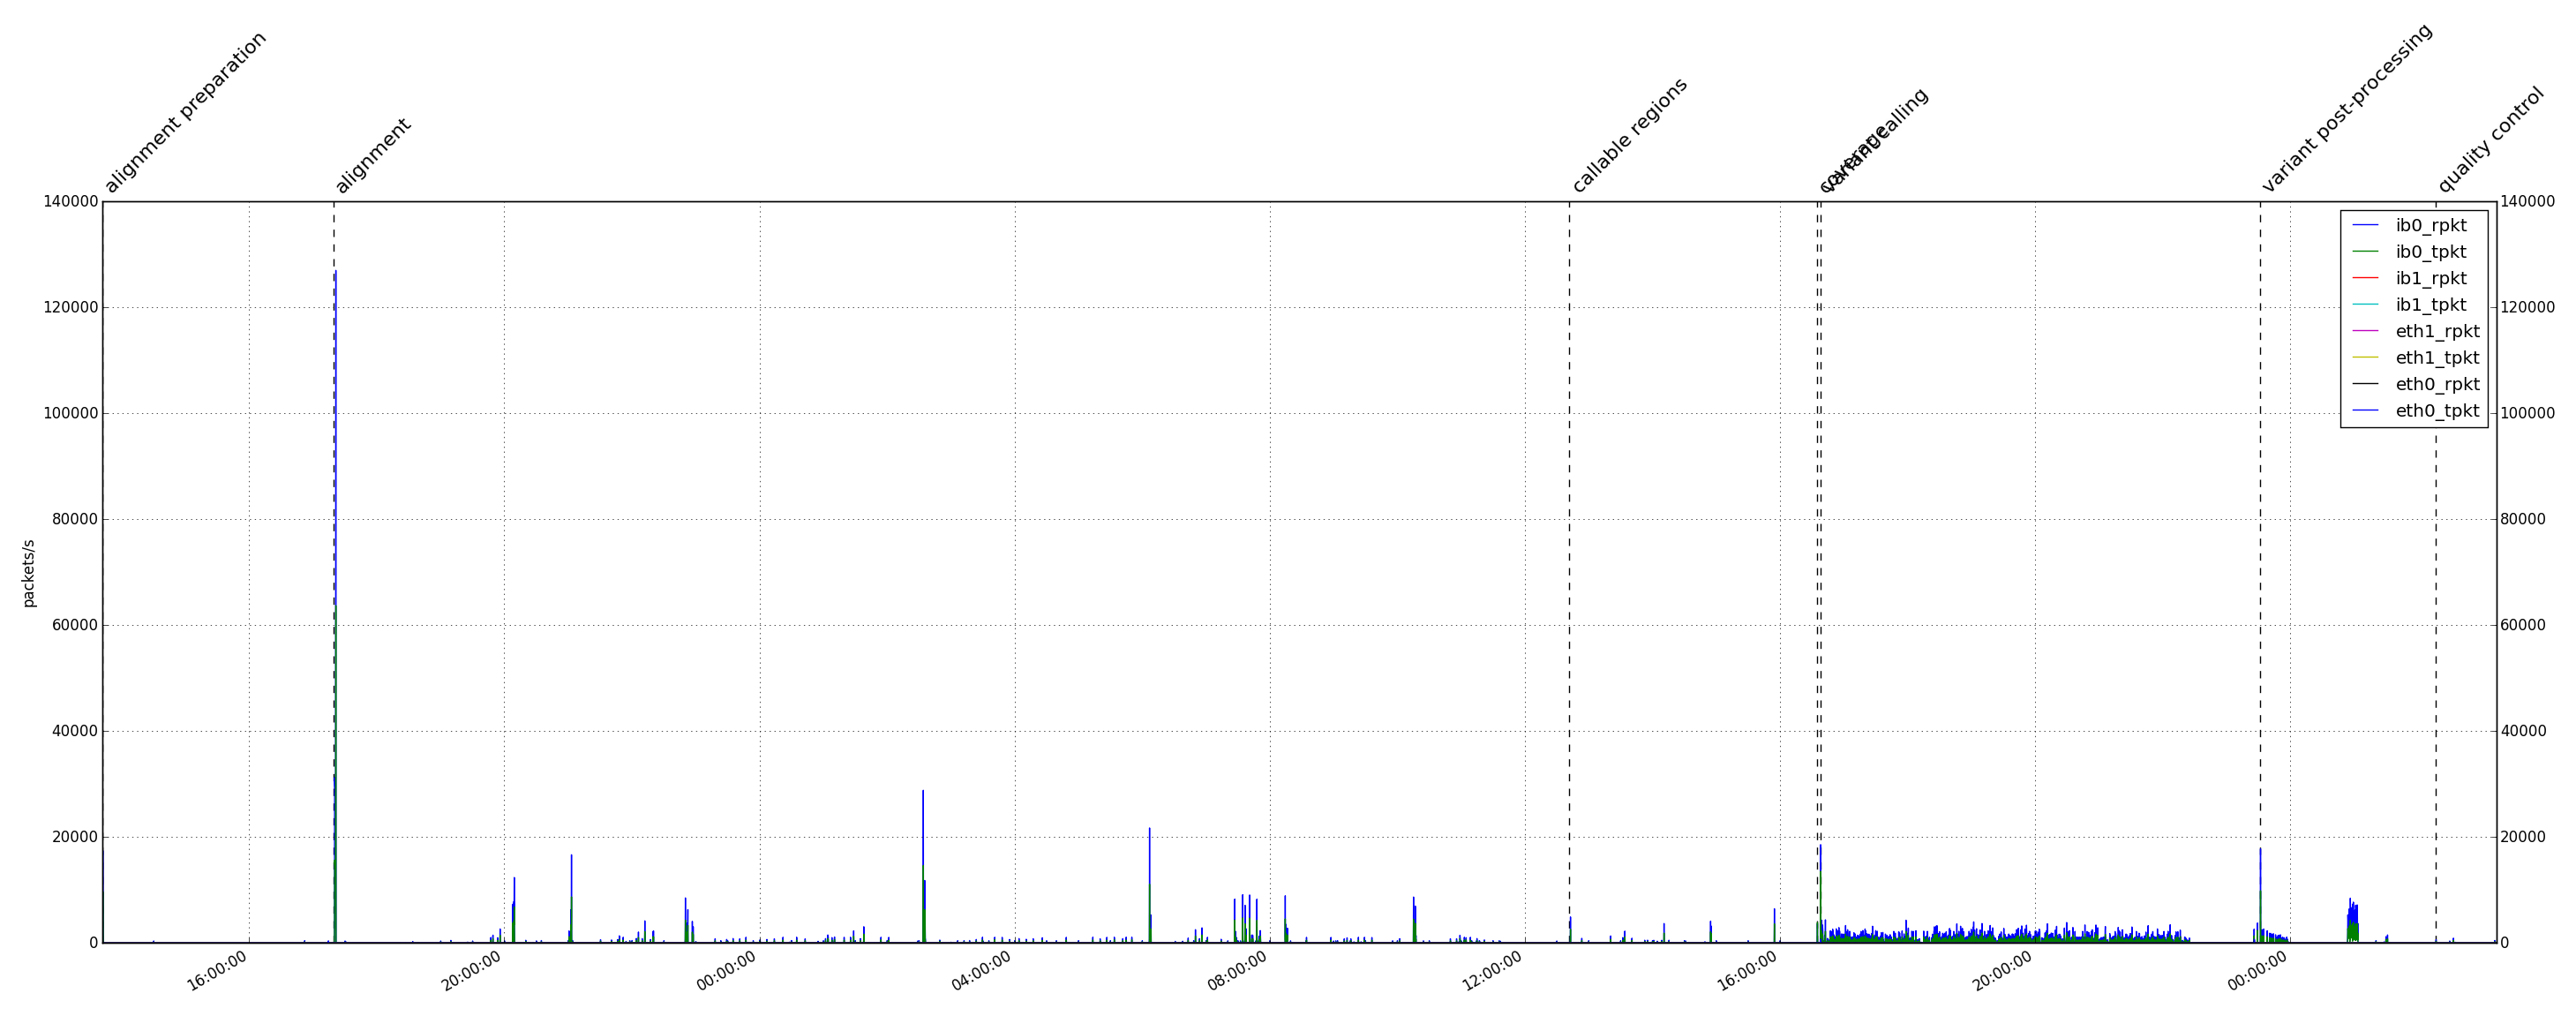 alignment preparation
alignment
callable regions
coverage
variant calling
variant post-processing
quality control
140000
120000
100000
80000
60000
40000
20000
0
packets/s
140000
120000
100000
80000
60000
40000
20000
0
ib0_rpkt
ib0_tpkt
ib1_rpkt
ib1_tpkt
eth1_rpkt
eth1_tpkt
eth0_rpkt
eth0_tpkt
16:00:00
20:00:00
00:00:00
04:00:00
08:00:00
12:00:00
16:00:00
20:00:00
00:00:00